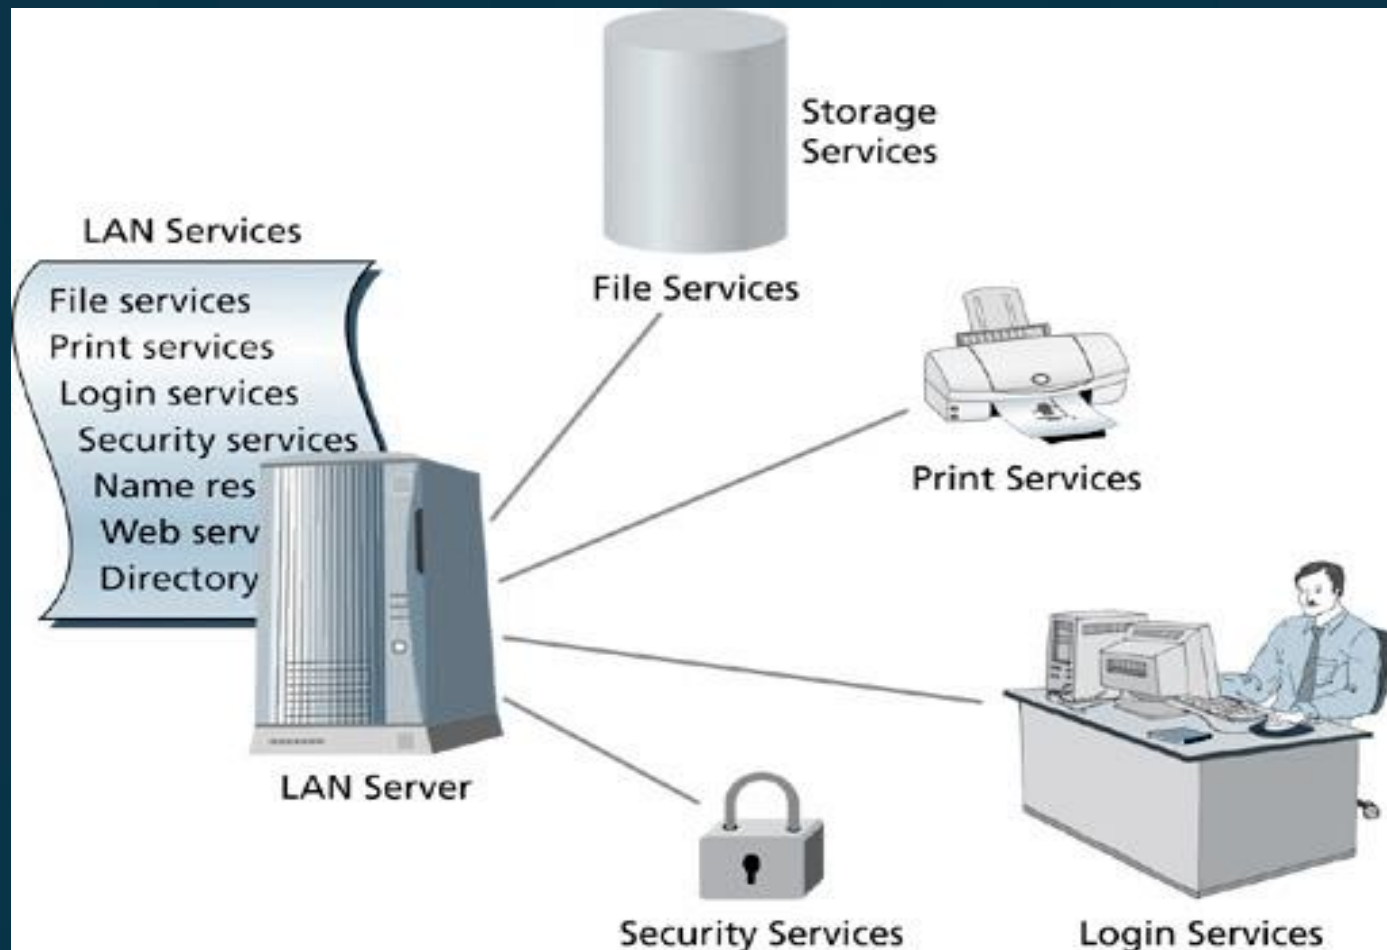 Storage
Services
File Services
LAN Services
File services
Print services
Login services
Security services
Name res
Web serv
Directory
Print Services
LAN Server
Security Services
Login Services